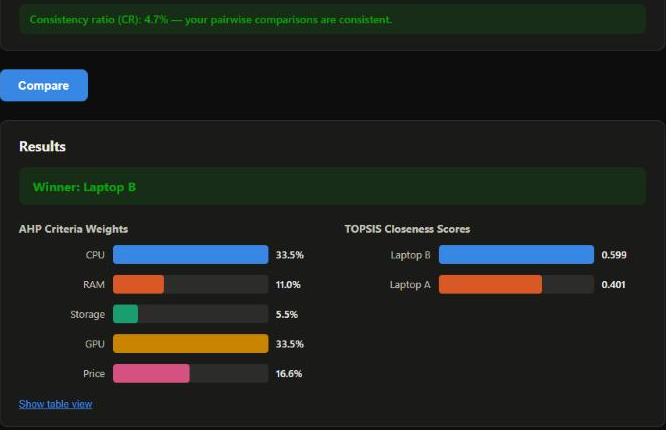 Consistency ratio (CR): 4.7% — your pairwise comparisons are consistent.
Compare
Results
Winner: Laptop B
AHP Criteria Weights
CPU 33.5%
RAM 11.0%
Storage 5.5%
GPU 33.5%
Price 16.6%
TOPSIS Closeness Scores
Laptop B 0.599
Laptop A 0.401
Show table view